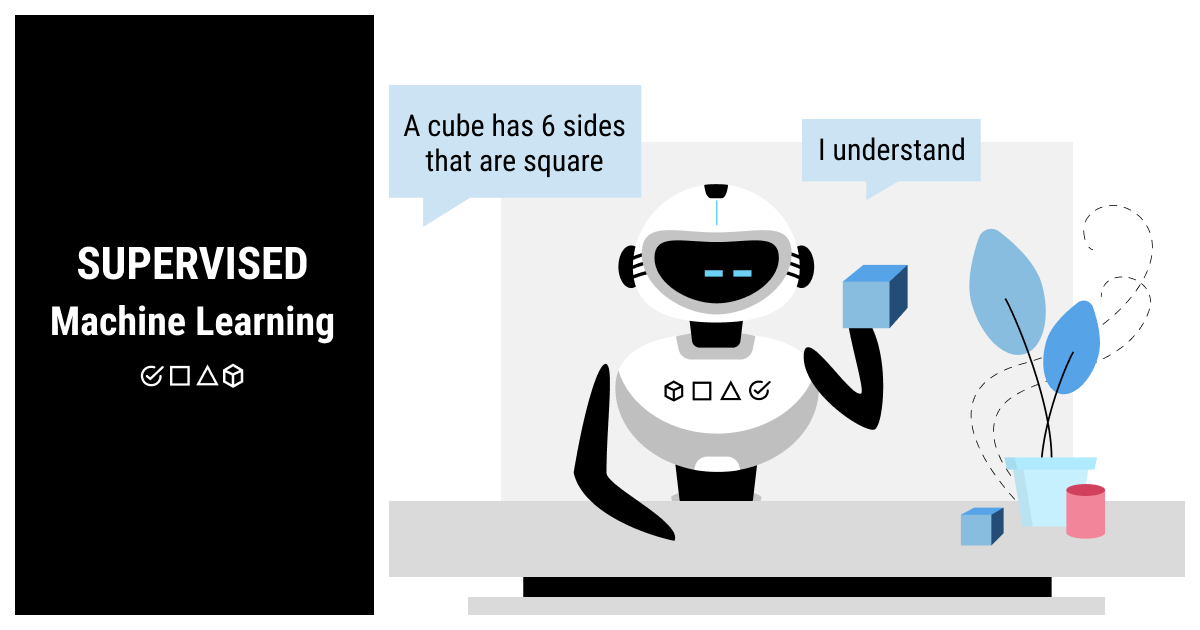 SUPERVISED
Machine Learning
A cube has 6 sides
that are square
I understand